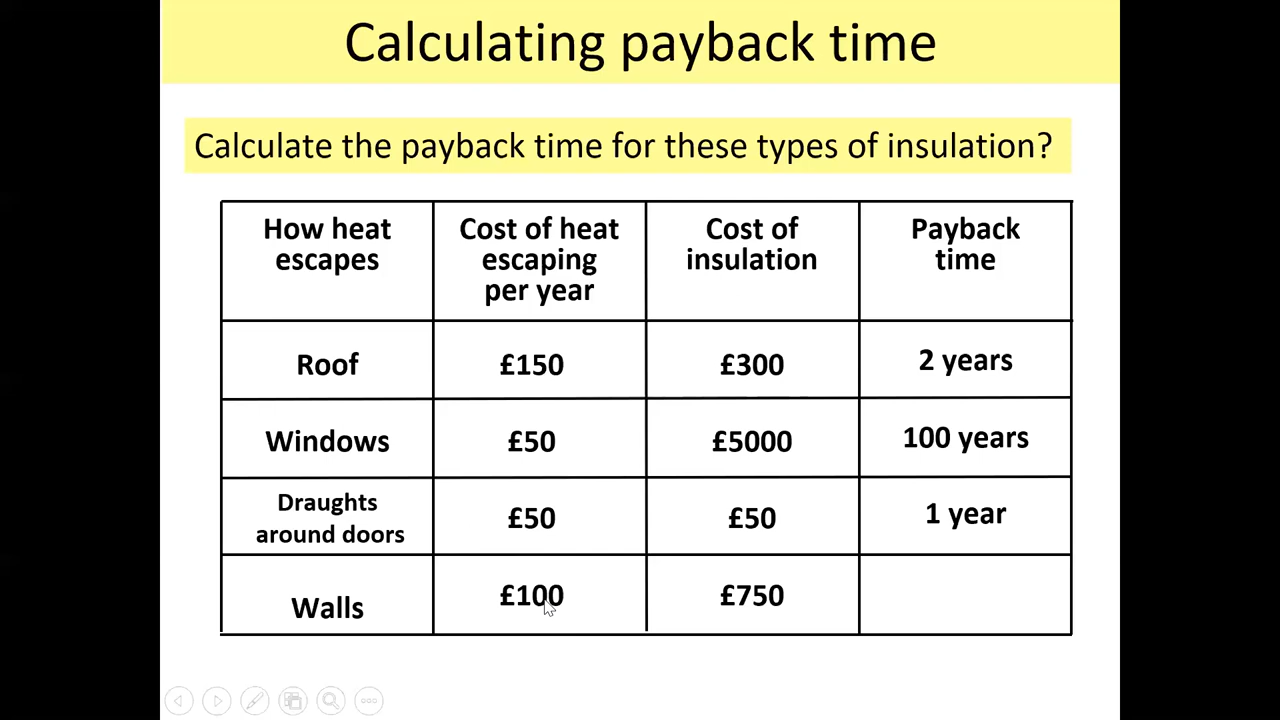 Calculating payback time
Calculate the payback time for these types of insulation?
How heat
escapes
Cost of heat
escaping
per year
Cost of
insulation
Payback
time
Roof
£150
£300
2 years
Windows
£50
£5000
100 years
Draughts
around doors
£50
£50
1 year
Walls
£100
£750